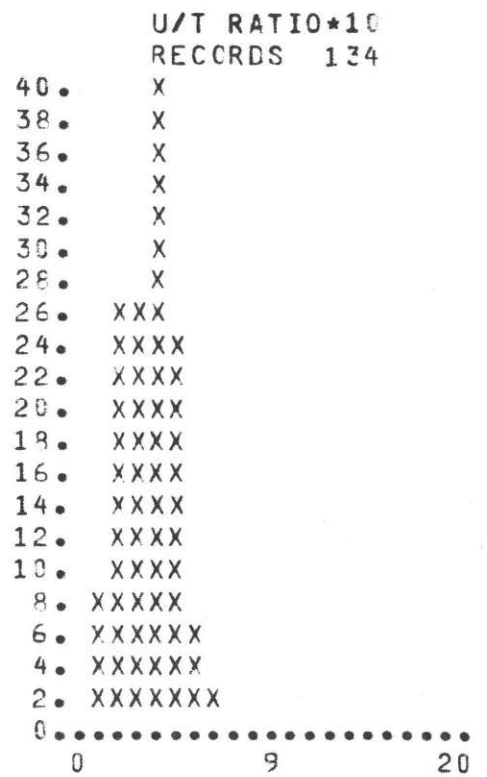 U/T RATIO*10
RECORDS 134
40. X
38. X
36. X
34. X
32. X
30. X
28. X
26. XXX
24. XXXX
22. XXXX
20. XXXX
18. XXXX
16. XXXX
14. XXXX
12. XXXX
10. XXXX
8. XXXXX
6. XXXXXX
4. XXXXXX
2. XXXXXXX
0......................
0 9 20